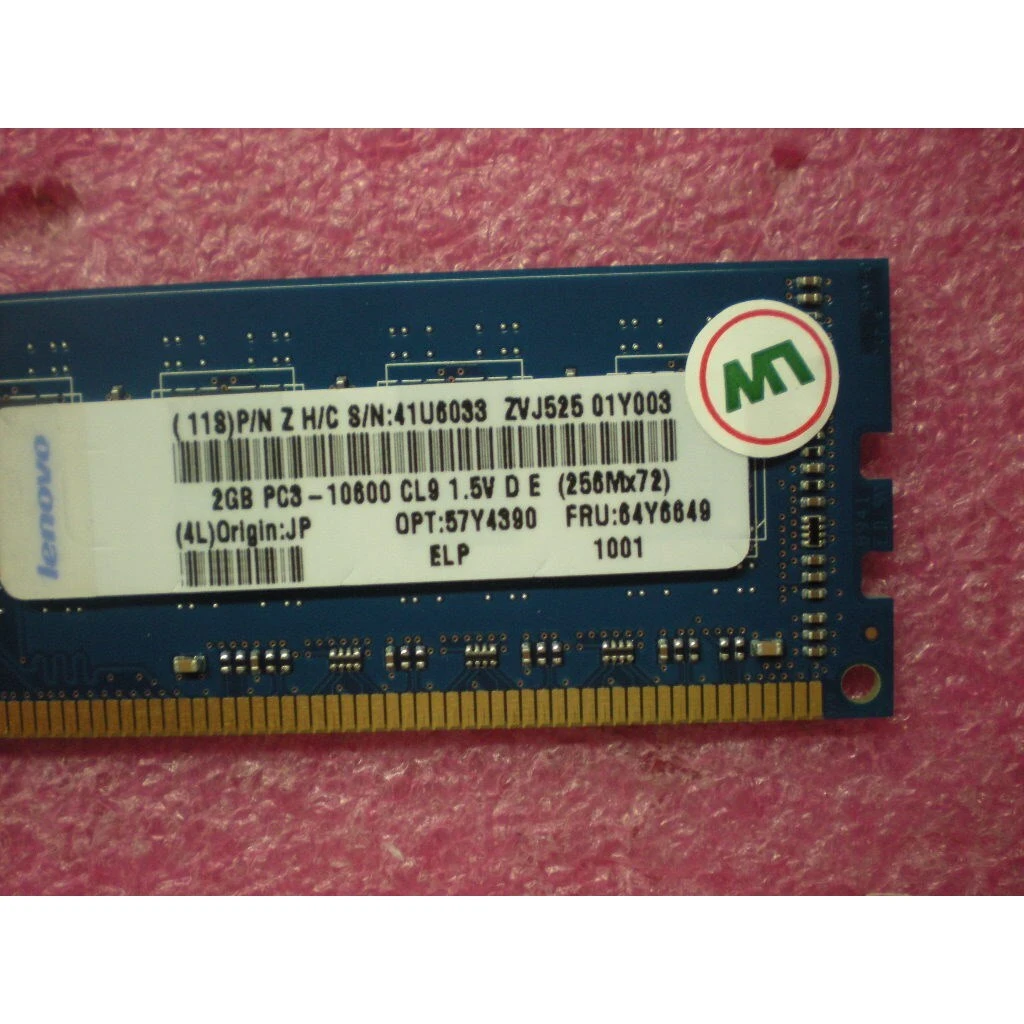 lenovo
(11S)P/N Z H/C S/N:41U6033 ZVJ525 01Y003
2GB PC3-10600 CL9 1.5V D E (256Mx72)
(4L)Origin:JP OPT:57Y4390 FRU:64Y6649
ELP 1001